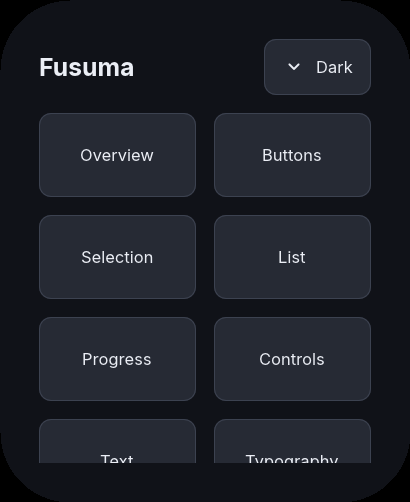 Fusuma
Dark
Overview
Buttons
Selection
List
Progress
Controls
Text
Typography